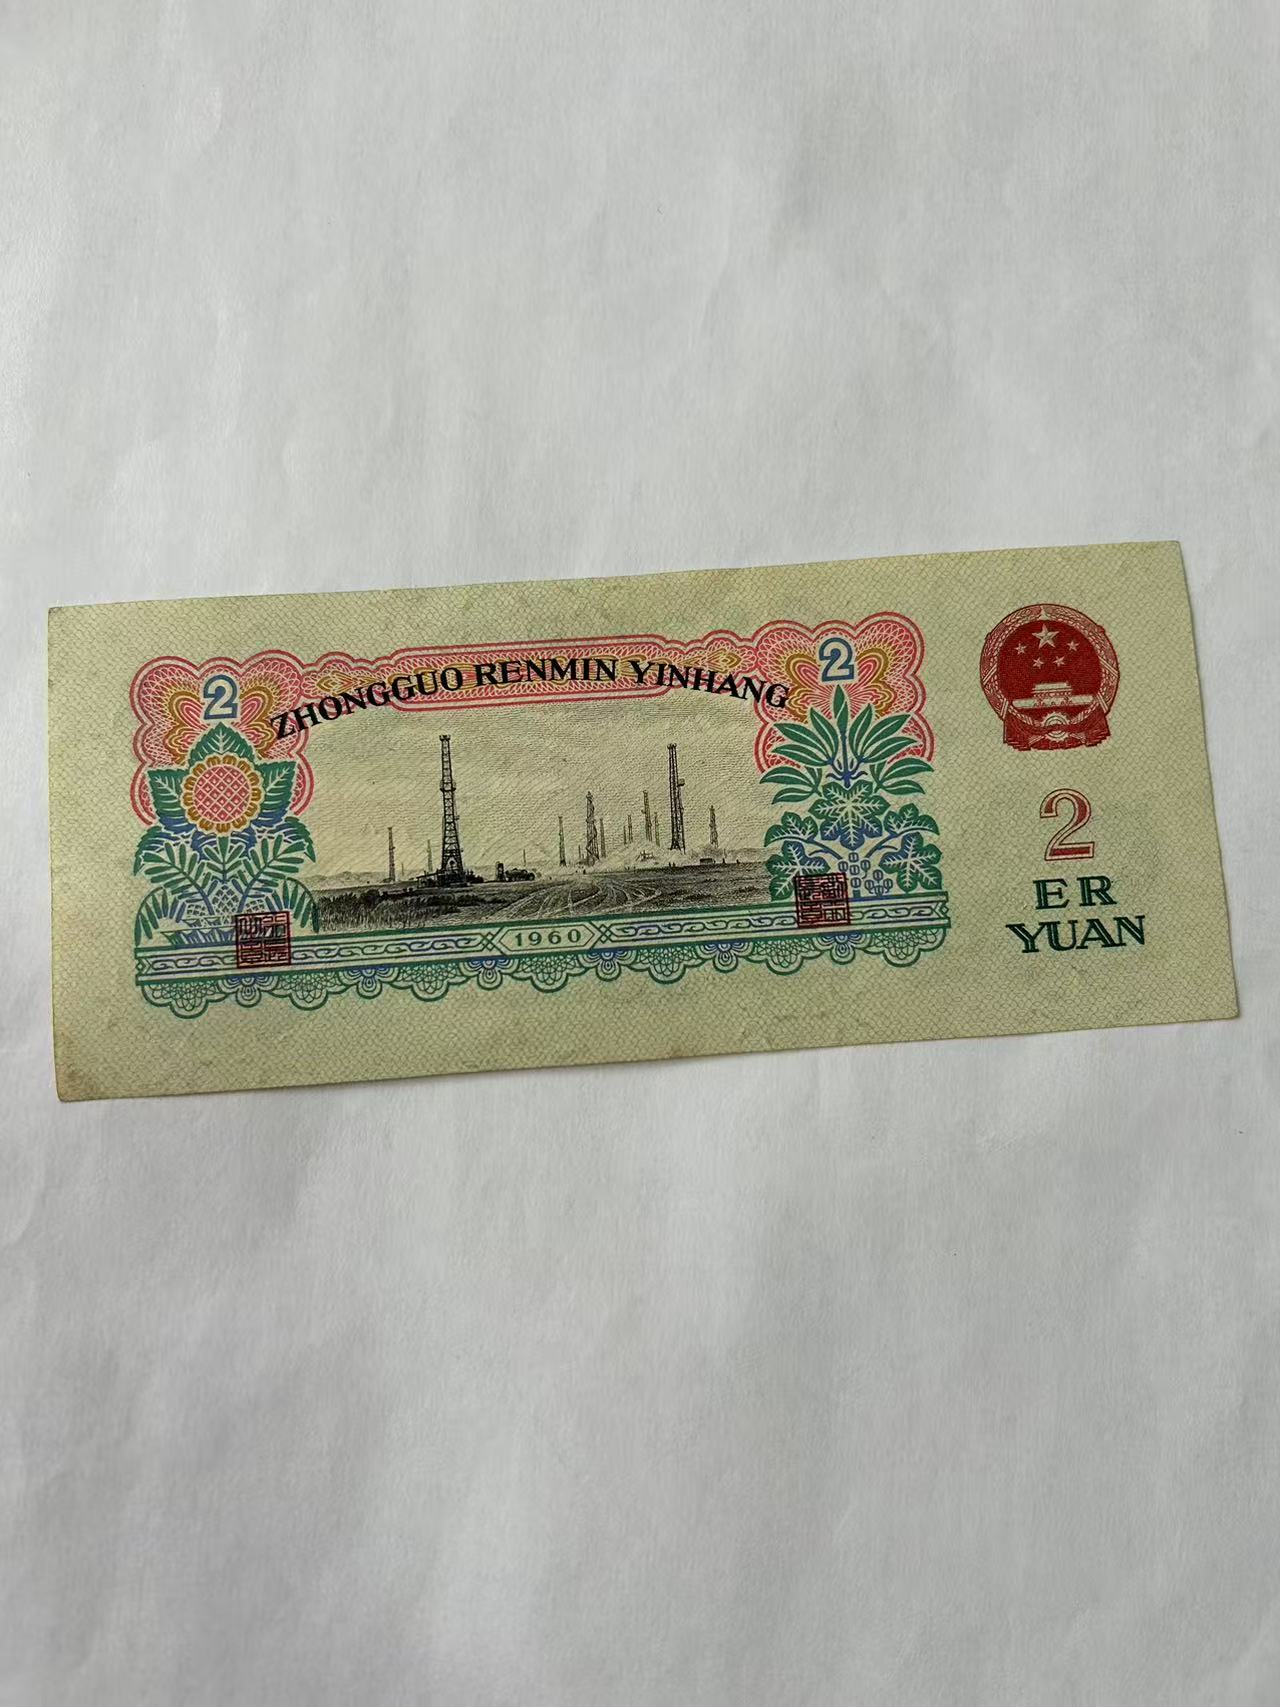 ZHONGGUO RENMIN YINHANG
2
2
1960
2
ER
YUAN